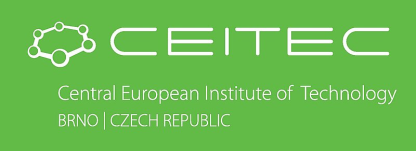 CEITEC
Central European Institute of Technology
BRNO | CZECH REPUBLIC